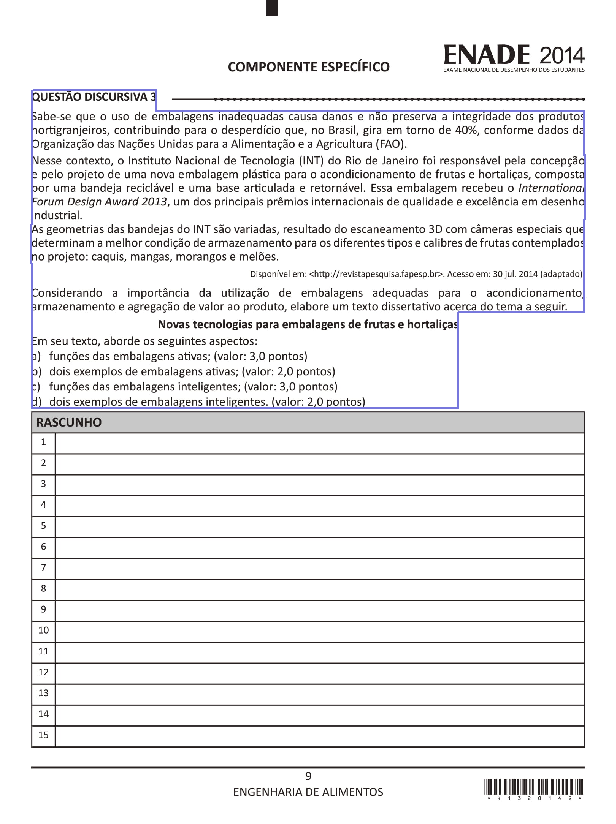 COMPONENTE ESPECÍFICO
ENADE 2014
EXAME NACIONAL DE DESEMPENHO DOS ESTUDANTES
QUESTÃO DISCURSIVA 3
Sabe-se que o uso de embalagens inadequadas causa danos e não preserva a integridade dos produtos
hortigranjeiros, contribuindo para o desperdício que, no Brasil, gira em torno de 40%, conforme dados da
Organização das Nações Unidas para a Alimentação e a Agricultura (FAO).
Nesse contexto, o Instituto Nacional de Tecnologia (INT) do Rio de Janeiro foi responsável pela concepção
e pelo projeto de uma nova embalagem plástica para o acondicionamento de frutas e hortaliças, composta
por uma bandeja reciclável e uma base articulada e retornável. Essa embalagem recebeu o International
Forum Design Award 2013, um dos principais prêmios internacionais de qualidade e excelência em desenho
industrial.
As geometrias das bandejas do INT são variadas, resultado do escaneamento 3D com câmeras especiais que
determinam a melhor condição de armazenamento para os diferentes tipos e calibres de frutas contemplados
no projeto: caquis, mangas, morangos e melões.
Disponível em: <http://revistapesquisa.fapesp.br>. Acesso em: 30 jul. 2014 (adaptado).
Considerando a importância da utilização de embalagens adequadas para o acondicionamento,
armazenamento e agregação de valor ao produto, elabore um texto dissertativo acerca do tema a seguir.
Novas tecnologias para embalagens de frutas e hortaliças
Em seu texto, aborde os seguintes aspectos:
a) funções das embalagens ativas; (valor: 3,0 pontos)
b) dois exemplos de embalagens ativas; (valor: 2,0 pontos)
c) funções das embalagens inteligentes; (valor: 3,0 pontos)
d) dois exemplos de embalagens inteligentes. (valor: 2,0 pontos)
RASCUNHO
1
2
3
4
5
6
7
8
9
10
11
12
13
14
15
9
ENGENHARIA DE ALIMENTOS